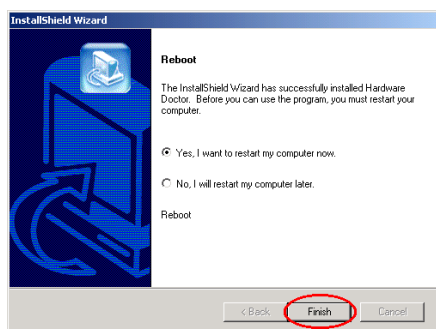 InstallShield Wizard
Reboot
The InstallShield Wizard has successfully installed Hardware
Doctor. Before you can use the program, you must restart your
computer.
Yes, I want to restart my computer now.
No, I will restart my computer later.
Reboot
< Back Finish Cancel